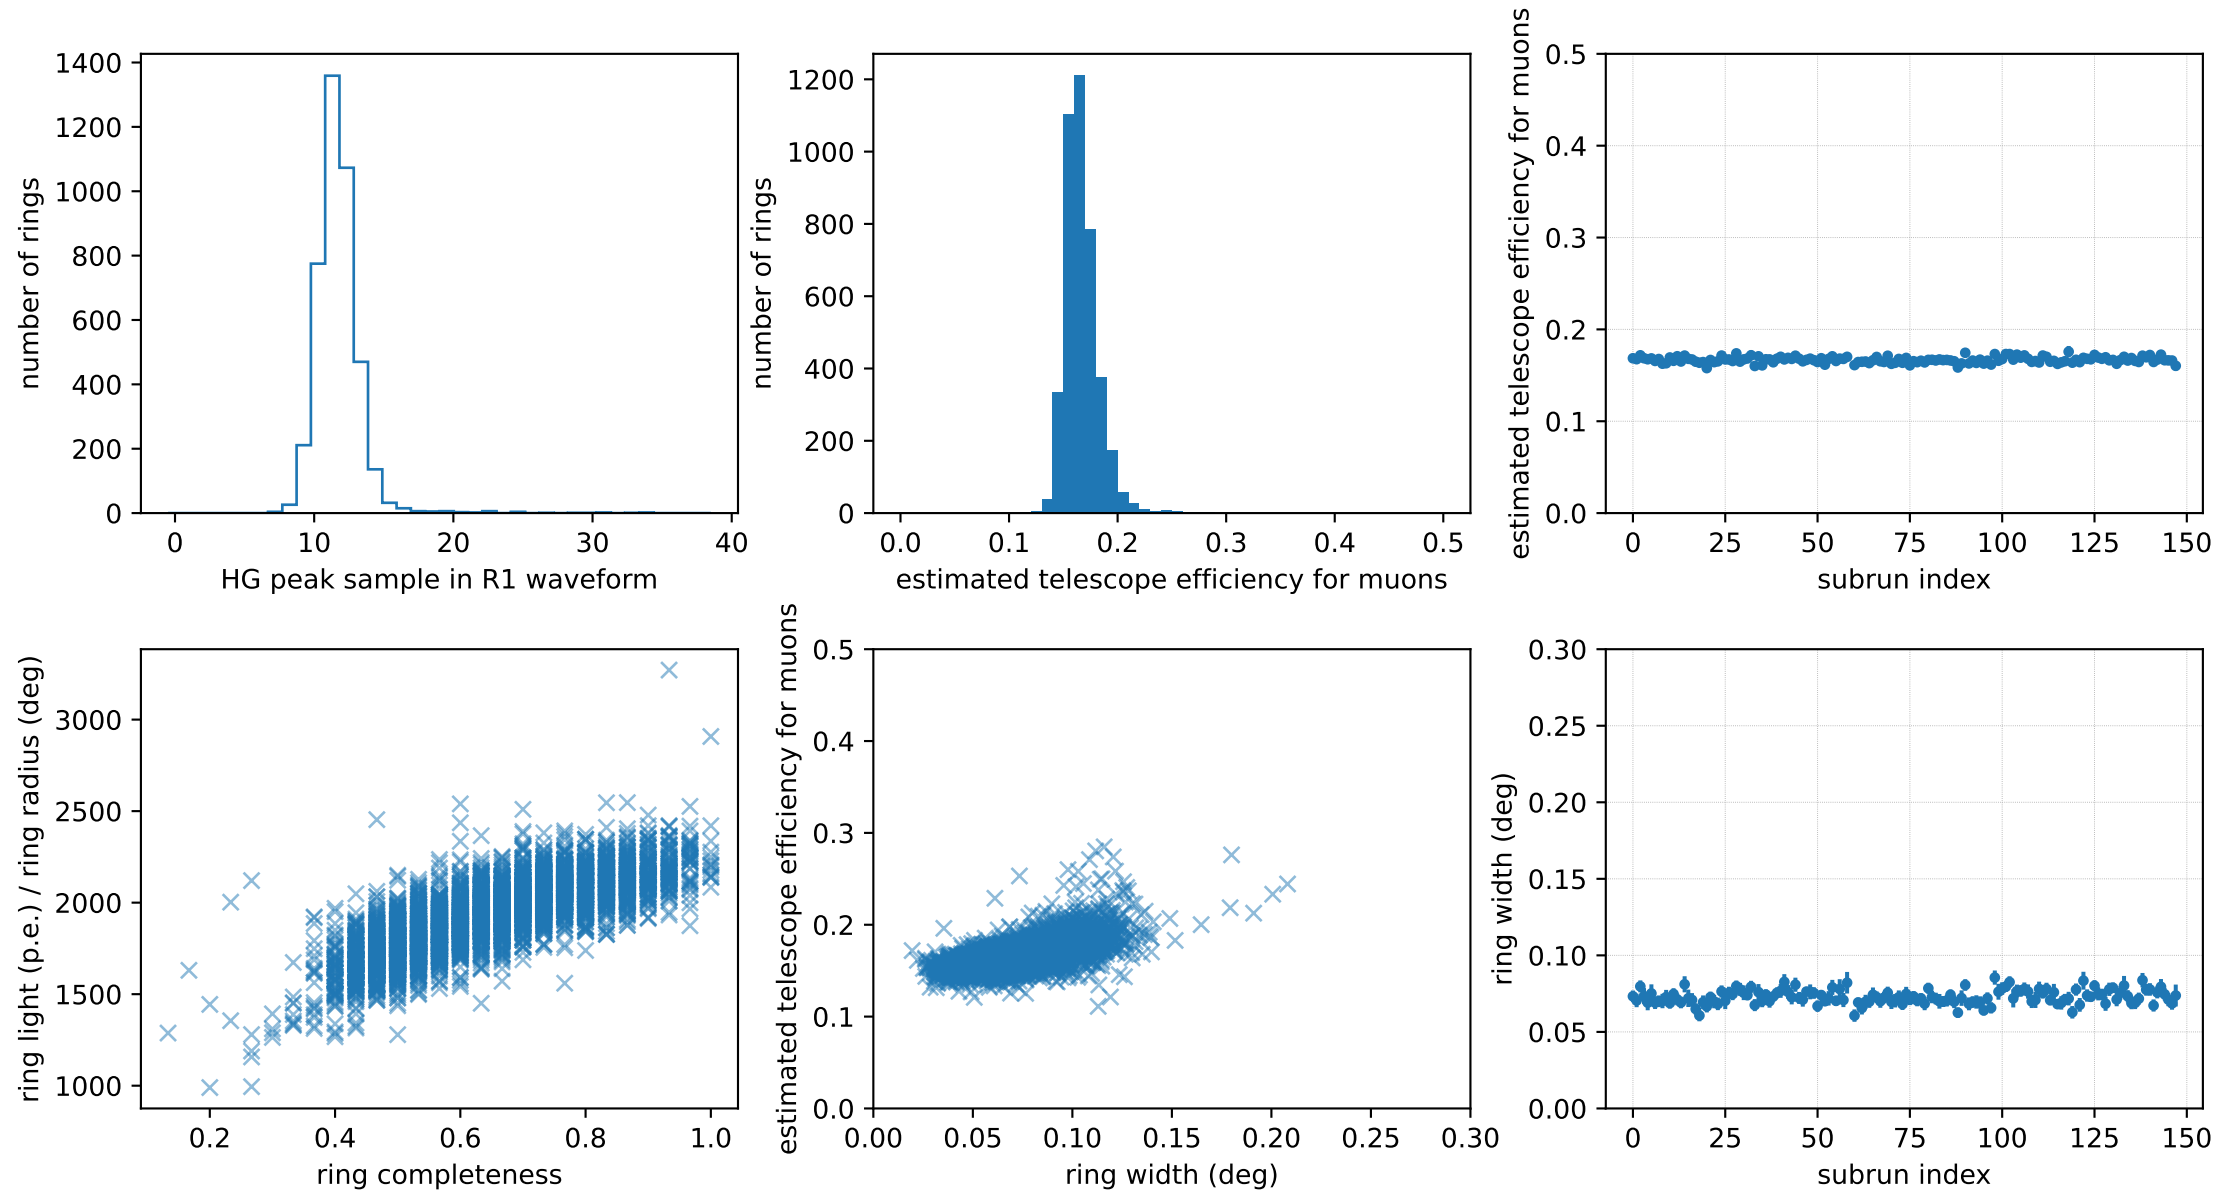 1400
1200
1000
800
600
400
200
0
number of rings
0 10 20 30 40
HG peak sample in R1 waveform
1200
1000
800
600
400
200
0
number of rings
0.0 0.1 0.2 0.3 0.4 0.5
estimated telescope efficiency for muons
0.5
0.4
0.3
0.2
0.1
0.0
estimated telescope efficiency for muons
0 25 50 75 100 125 150
subrun index
3000
2500
2000
1500
1000
ring light (p.e.) / ring radius (deg)
0.2 0.4 0.6 0.8 1.0
ring completeness
0.5
0.4
0.3
0.2
0.1
0.0
estimated telescope efficiency for muons
0.00 0.05 0.10 0.15 0.20 0.25 0.30
ring width (deg)
0.30
0.25
0.20
0.15
0.10
0.05
0.00
ring width (deg)
0 25 50 75 100 125 150
subrun index